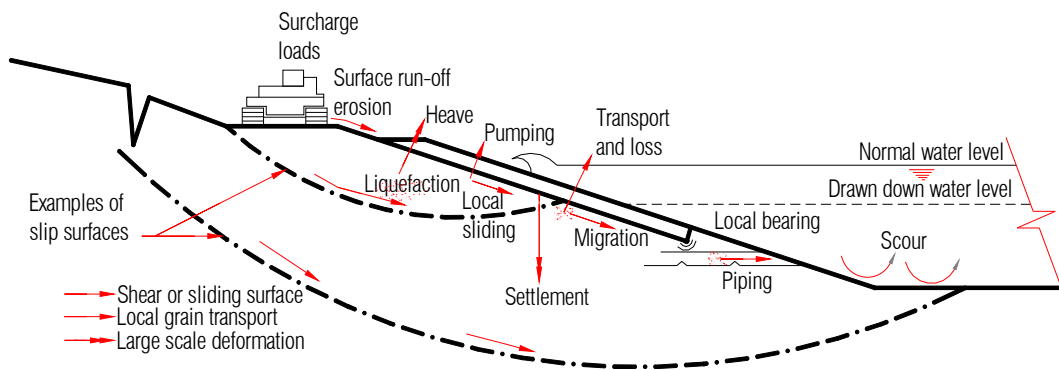 Surcharge
loads
Surface run-off
erosion
Heave
Pumping
Transport
and loss
Normal water level
Drawn down water level
Liquefaction
Local
sliding
Migration
Local bearing
Scour
Examples of
slip surfaces
Piping
Settlement
Shear or sliding surface
Local grain transport
Large scale deformation